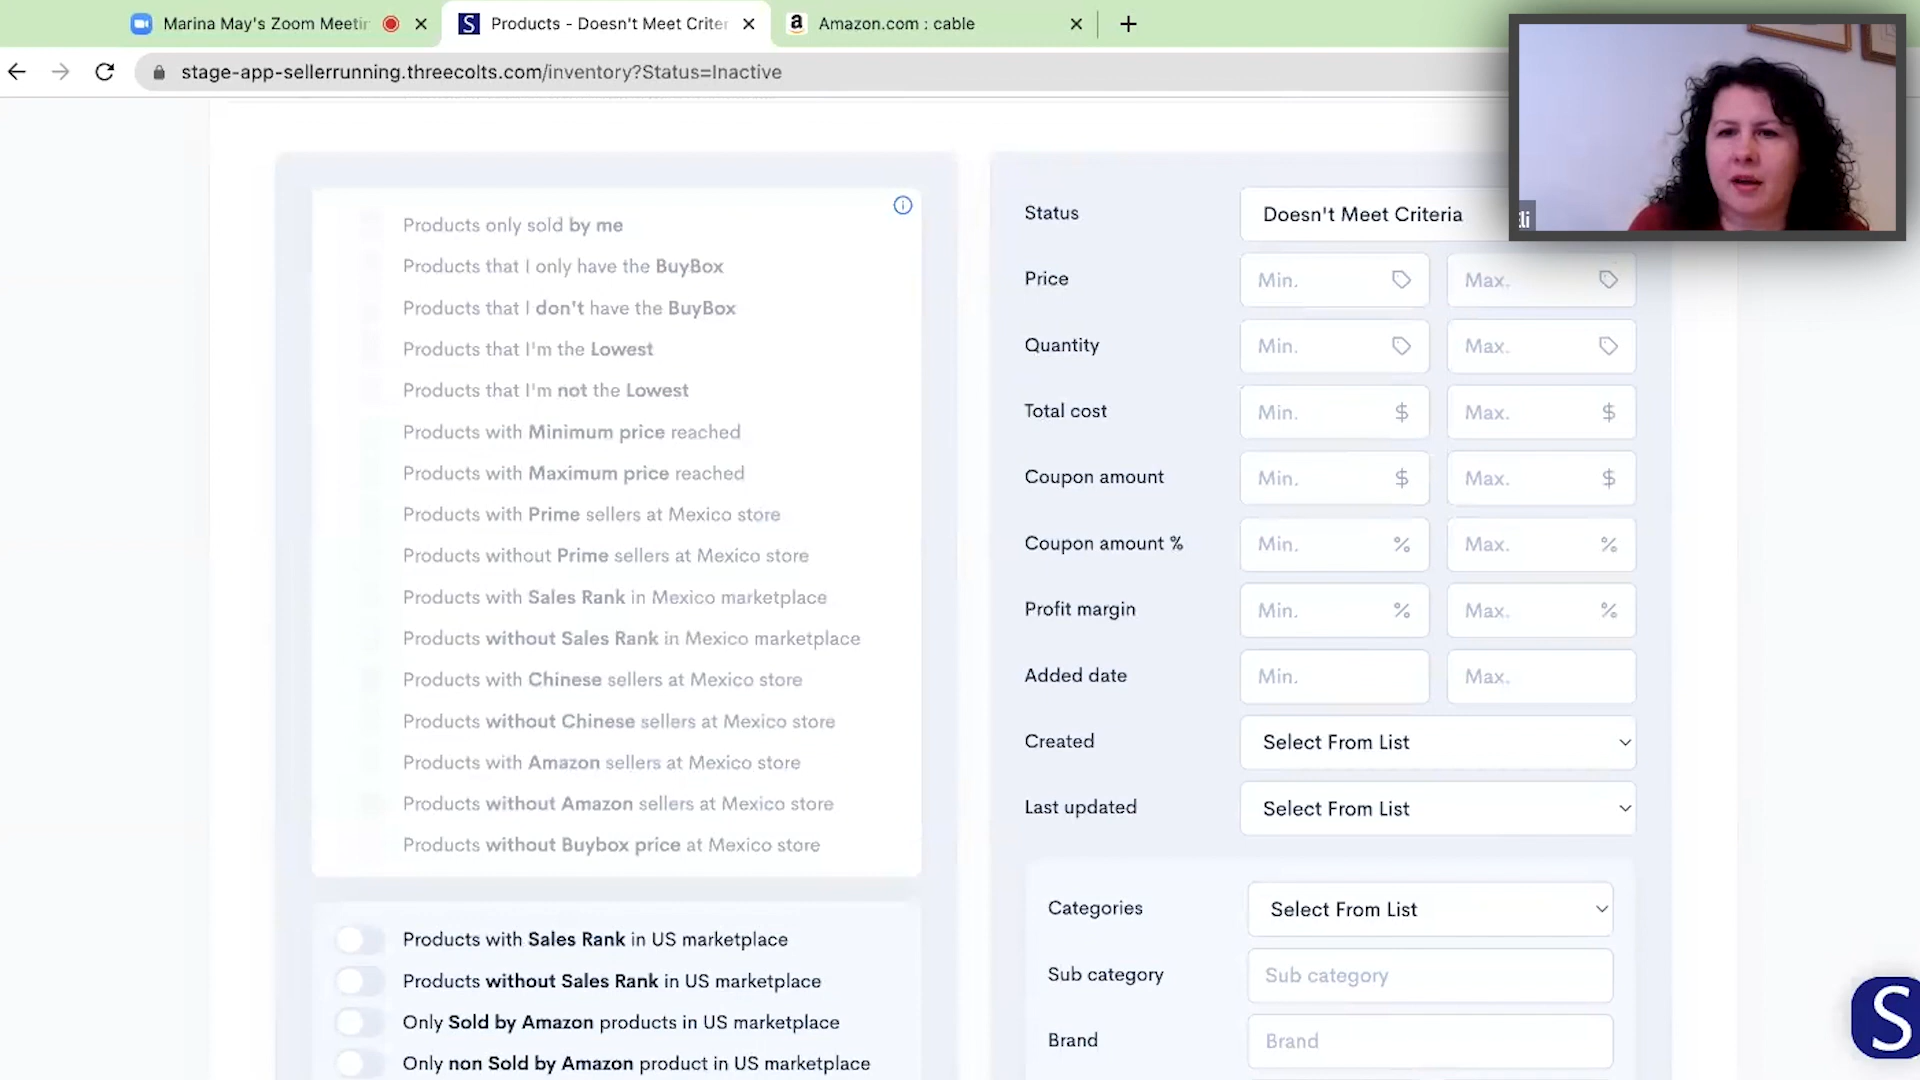 Marina May's Zoom Meetin
Products - Doesn't Meet Criter
Amazon.com : cable
stage-app-sellerrunning.threecolts.com/inventory?Status=Inactive
Products only sold by me
Products that I only have the BuyBox
Products that I don't have the BuyBox
Products that I'm the Lowest
Products that I'm not the Lowest
Products with Minimum price reached
Products with Maximum price reached
Products with Prime sellers at Mexico store
Products without Prime sellers at Mexico store
Products with Sales Rank in Mexico marketplace
Products without Sales Rank in Mexico marketplace
Products with Chinese sellers at Mexico store
Products without Chinese sellers at Mexico store
Products with Amazon sellers at Mexico store
Products without Amazon sellers at Mexico store
Products without Buybox price at Mexico store
Products with Sales Rank in US marketplace
Products without Sales Rank in US marketplace
Only Sold by Amazon products in US marketplace
Only non Sold by Amazon product in US marketplace
Status Doesn't Meet Criteria
Price Min. Max.
Quantity Min. Max.
Total cost Min. $ Max. $
Coupon amount Min. $ Max. $
Coupon amount % Min. % Max. %
Profit margin Min. % Max. %
Added date Min. Max.
Created Select From List
Last updated Select From List
Categories Select From List
Sub category Sub category
Brand Brand
S